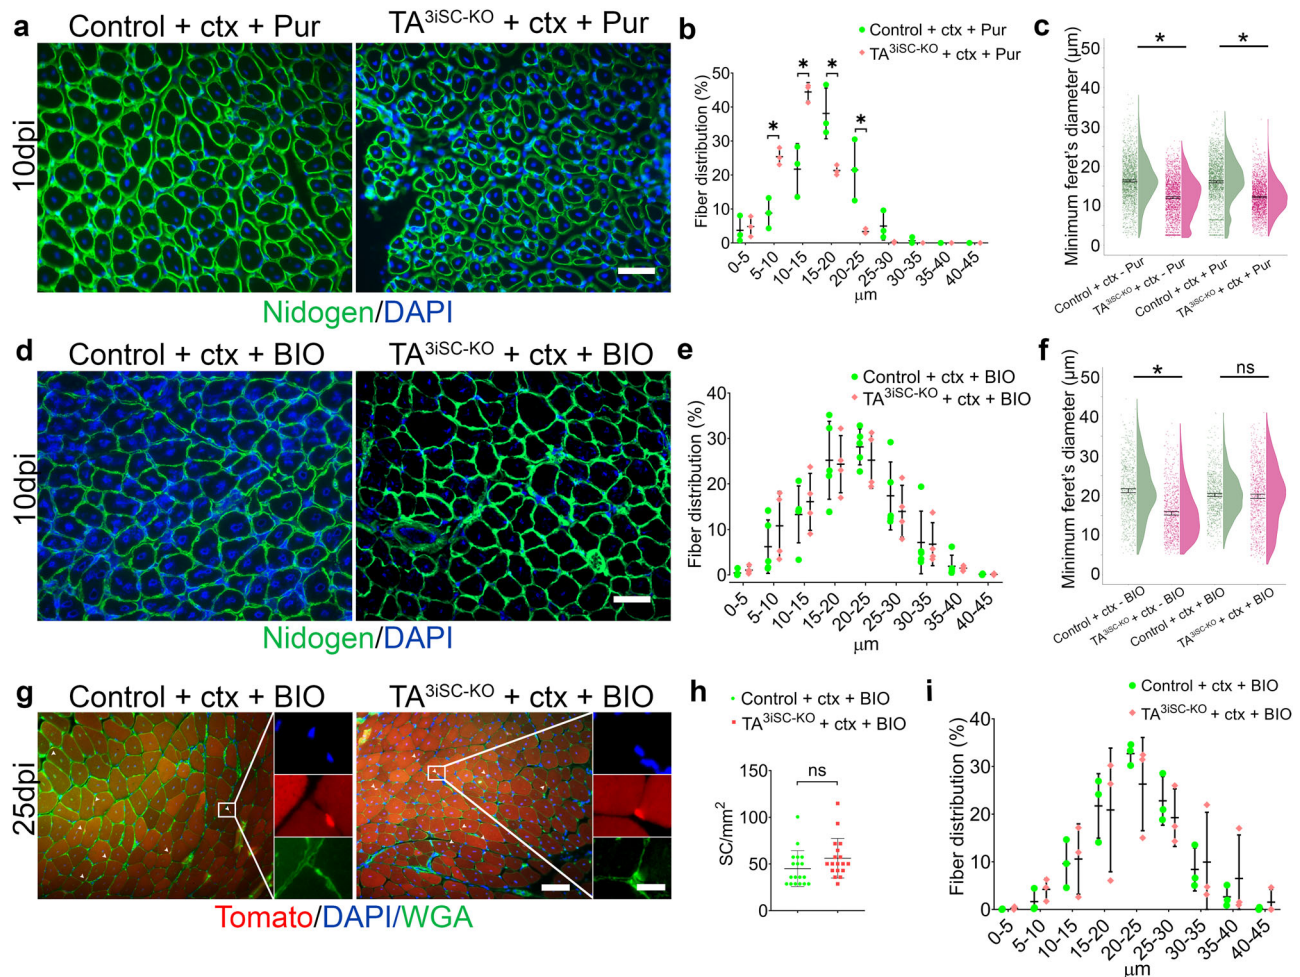 a
Control + ctx + Pur
TA3iSC-KO + ctx + Pur
10dpi
Nidogen/DAPI
b
Control + ctx + Pur
TA3iSC-KO + ctx + Pur
Fiber distribution (%)
50
40
30
20
10
0
* * * *
0-5 5-10 10-15 15-20 20-25 25-30 30-35 35-40 40-45
μm
c
Minimum feret's diameter (μm)
50
40
30
20
10
0
* *
Control + ctx - Pur
TA3iSC-KO + ctx - Pur
Control + ctx + Pur
TA3iSC-KO + ctx + Pur
d
Control + ctx + BIO
TA3iSC-KO + ctx + BIO
10dpi
Nidogen/DAPI
e
Control + ctx + BIO
TA3iSC-KO + ctx + BIO
Fiber distribution (%)
40
30
20
10
0
0-5 5-10 10-15 15-20 20-25 25-30 30-35 35-40 40-45
μm
f
Minimum feret's diameter (μm)
50
40
30
20
10
0
* ns
Control + ctx - BIO
TA3iSC-KO + ctx - BIO
Control + ctx + BIO
TA3iSC-KO + ctx + BIO
g
Control + ctx + BIO
TA3iSC-KO + ctx + BIO
25dpi
Tomato/DAPI/WGA
h
Control + ctx + BIO
TA3iSC-KO + ctx + BIO
SC/mm2
150
100
50
0
ns
i
Control + ctx + BIO
TA3iSC-KO + ctx + BIO
Fiber distribution (%)
40
30
20
10
0
0-5 5-10 10-15 15-20 20-25 25-30 30-35 35-40 40-45
μm